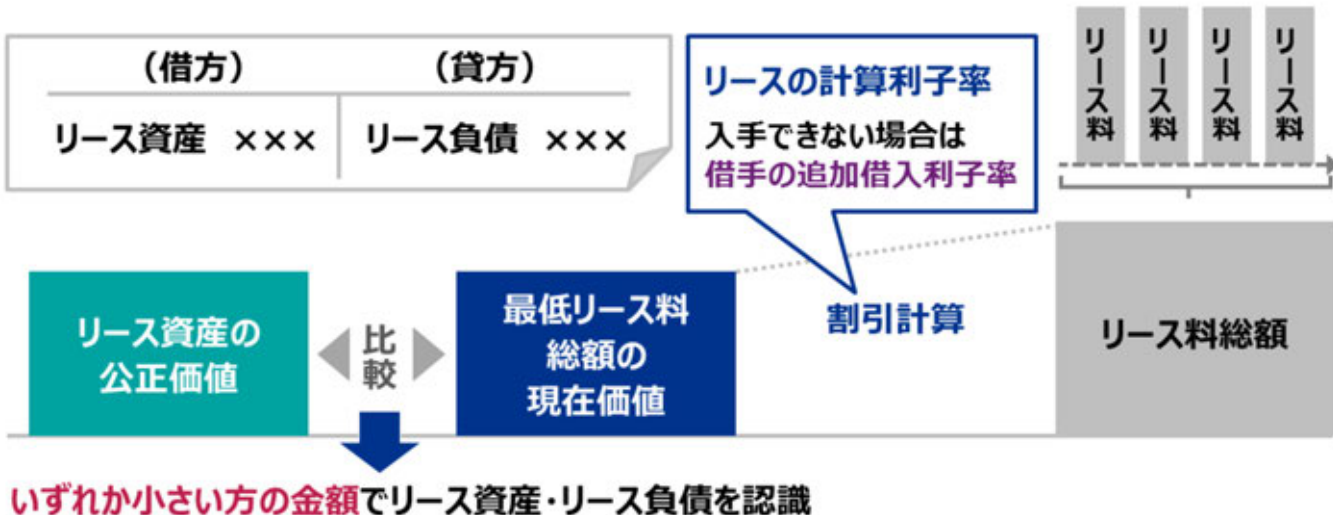 (借方)
(貸方)
リース資産 ×××
リース負債 ×××
リースの計算利子率
入手できない場合は
借手の追加借入利子率
リース料
リース料
リース料
リース料
リース資産の
公正価値
比較
最低リース料
総額の
現在価値
割引計算
リース料総額
いずれか小さい方の金額でリース資産・リース負債を認識